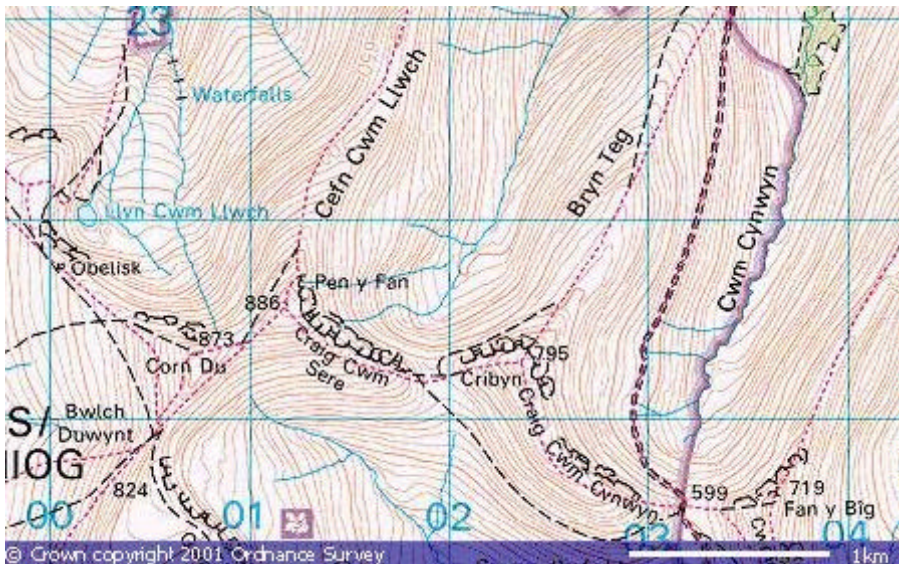 23
Waterfalls
Cefn Cwm Llwch
Bryn Teg
Cwm Cynwyn
Llyn Cwm Llwch
Obelisk
Pen y Fan
886
873
Corn Du
Craig Cwm
Sere
795
Cribyn
Craig Cwm Cynwyn
Bwlch
Duwynt
S/
IOG
824
599
719
Fan y Big
00
01
02
03
04
© Crown copyright 2001 Ordnance Survey
1km